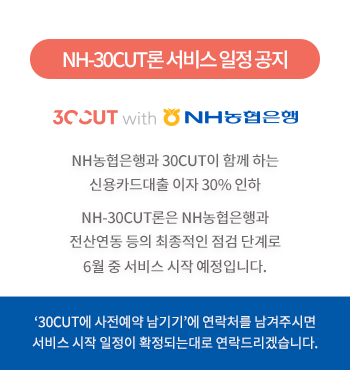 NH-30CUT론 서비스 일정 공지
30CUT with NH농협은행
NH농협은행과 30CUT이 함께 하는
신용카드대출 이자 30% 인하
NH-30CUT론은 NH농협은행과
전산연동 등의 최종적인 점검 단계로
6월 중 서비스 시작 예정입니다.
‘30CUT에 사전예약 남기기’에 연락처를 남겨주시면
서비스 시작 일정이 확정되는대로 연락드리겠습니다.